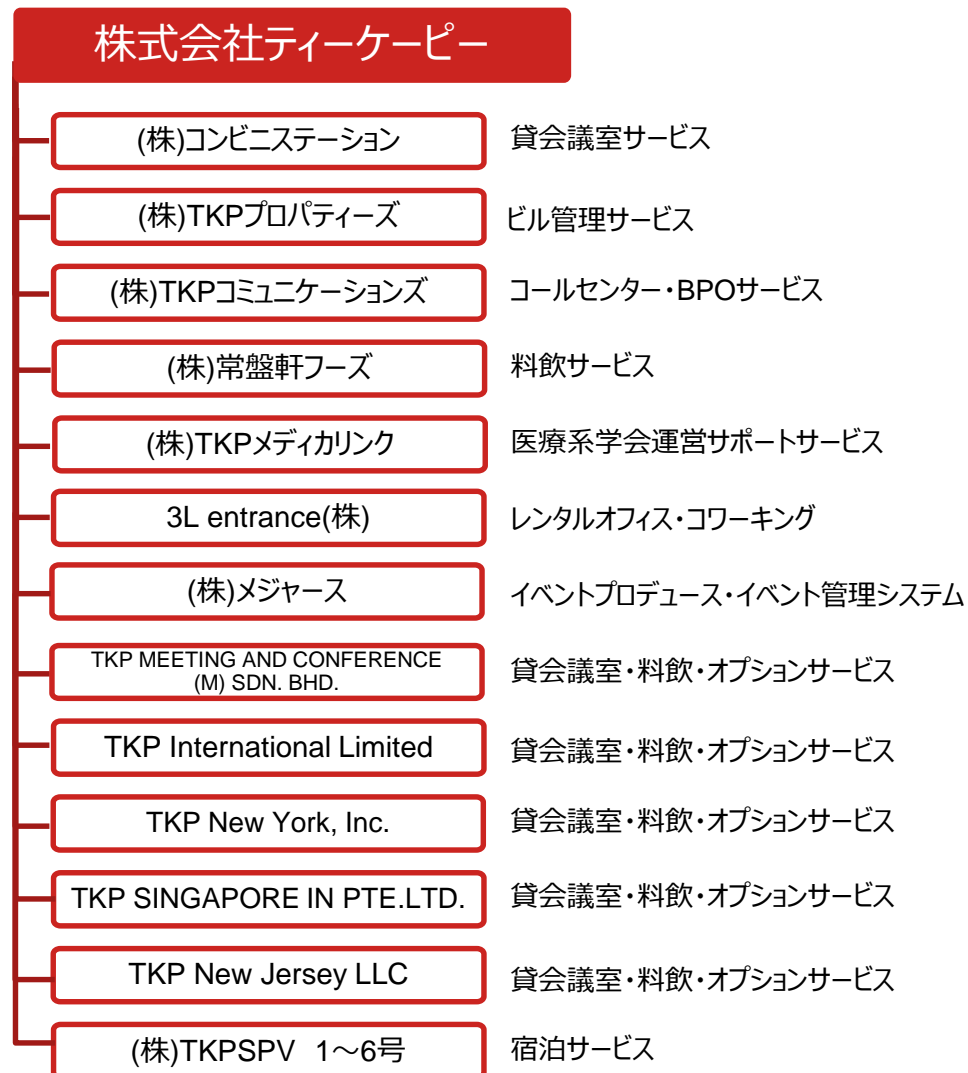 株式会社ティーケーピー
(株)コンビニステーション 貸会議室サービス
(株)TKPプロパティーズ ビル管理サービス
(株)TKPコミュニケーションズ コールセンター・BPOサービス
(株)常盤軒フーズ 料飲サービス
(株)TKPメディカリンク 医療系学会運営サポートサービス
3L entrance(株) レンタルオフィス・コワーキング
(株)メジャース イベントプロデュース・イベント管理システム
TKP MEETING AND CONFERENCE
(M) SDN. BHD. 貸会議室・料飲・オプションサービス
TKP International Limited 貸会議室・料飲・オプションサービス
TKP New York, Inc. 貸会議室・料飲・オプションサービス
TKP SINGAPORE IN PTE.LTD. 貸会議室・料飲・オプションサービス
TKP New Jersey LLC 貸会議室・料飲・オプションサービス
(株)TKPSPV 1～6号 宿泊サービス